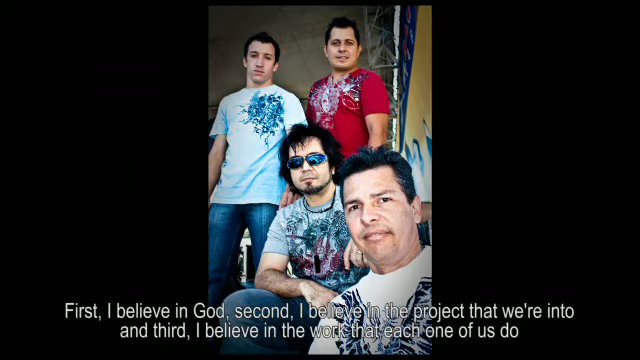 First, I believe in God, second, I believe in the project that we're into
and third, I believe in the work that each one of us do